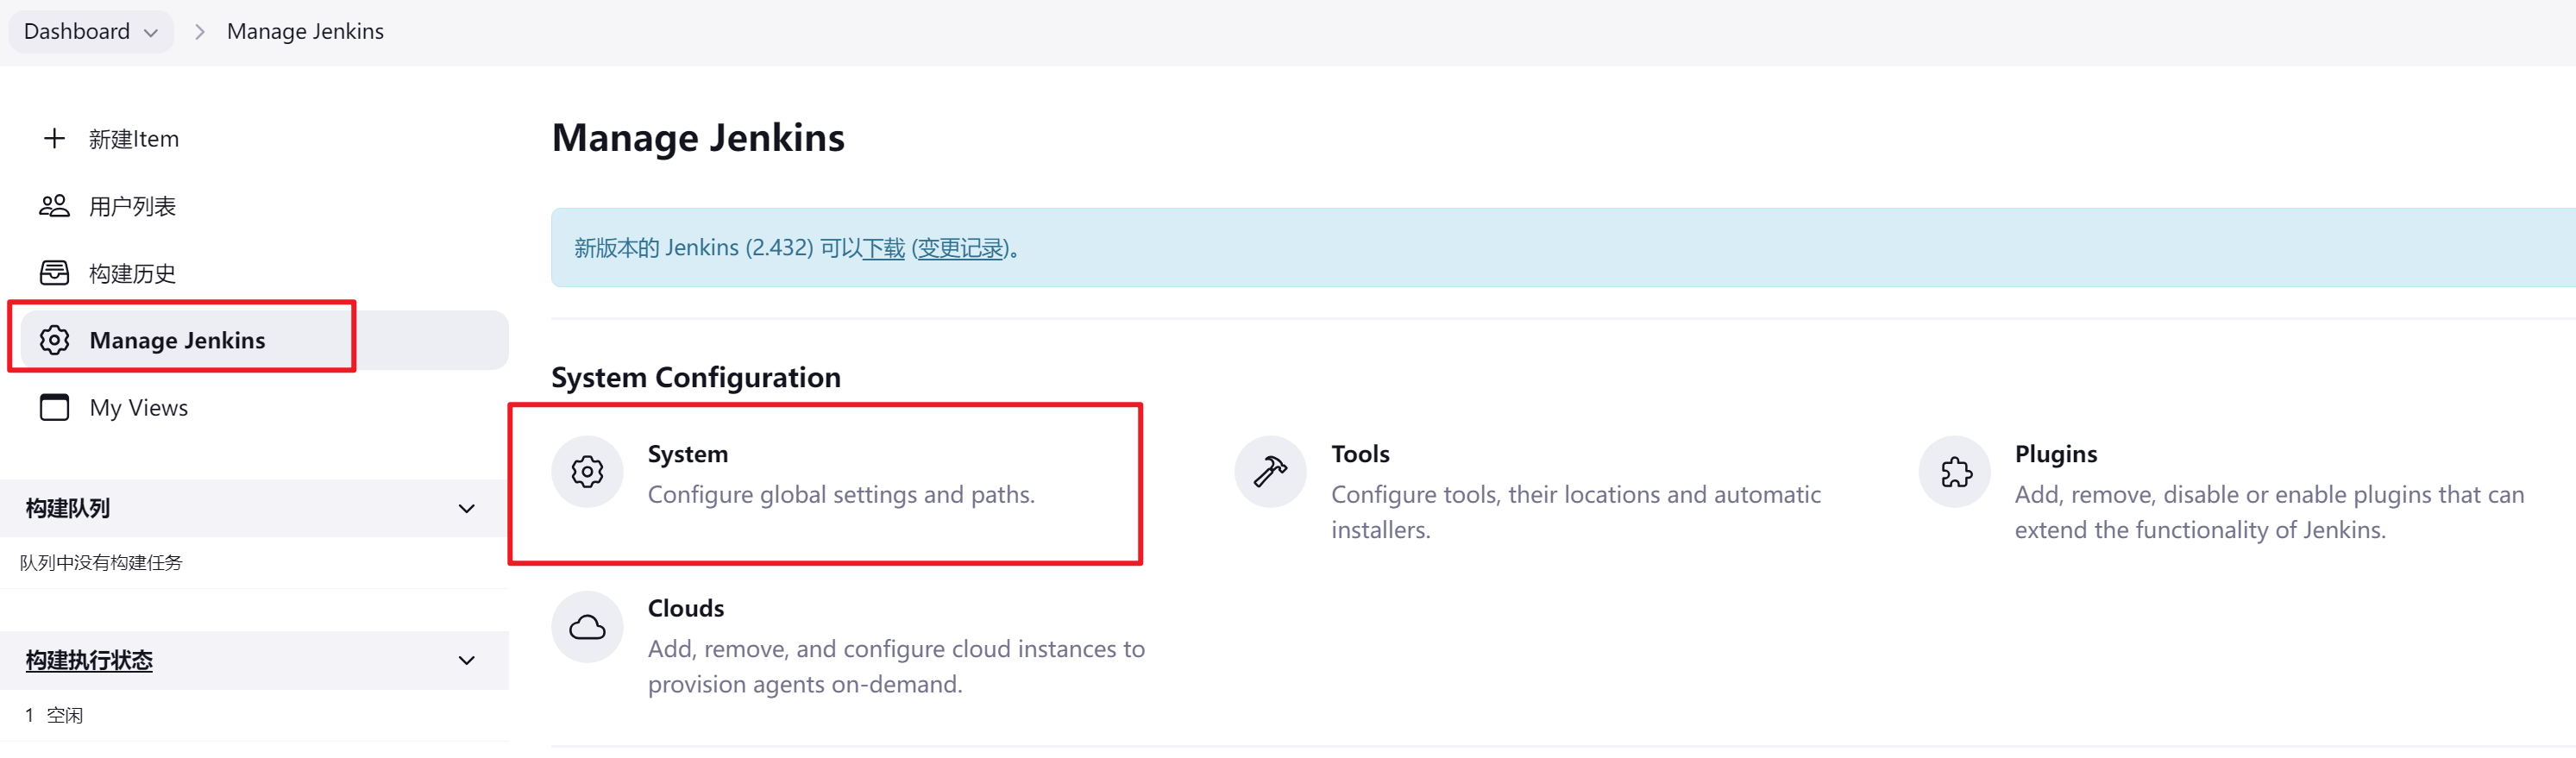 Dashboard
Manage Jenkins
新建Item
用户列表
构建历史
Manage Jenkins
My Views
构建队列
队列中没有构建任务
构建执行状态
1 空闲
Manage Jenkins
新版本的 Jenkins (2.432) 可以下载 (变更记录)。
System Configuration
System
Configure global settings and paths.
Tools
Configure tools, their locations and automatic
installers.
Plugins
Add, remove, disable or enable plugins that can
extend the functionality of Jenkins.
Clouds
Add, remove, and configure cloud instances to
provision agents on-demand.